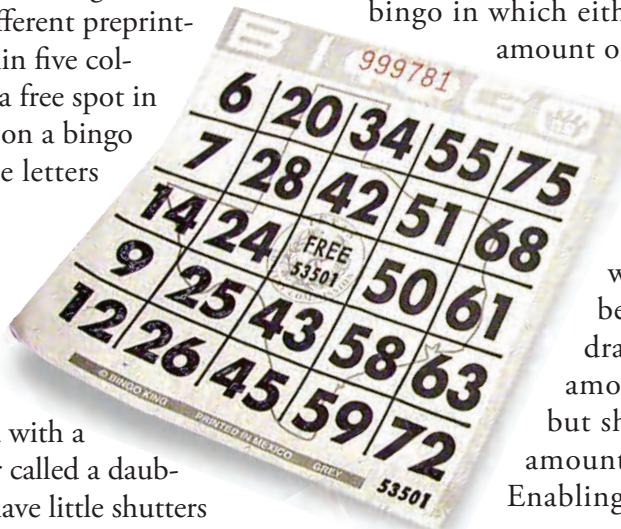 fferent preprint-
in five col-
a free spot in
on a bingo
e letters
with a
r called a daub-
have little shutters
BINGO
999781
6 20 34 55 75
7 28 42 51 68
14 24 FREE 53501 50 61
9 25 43 58 63
12 26 45 59 72
© BINGO KING PRINTED IN MEXICO GREY
53501
bingo in which eith
amount o
w
be
dra
amo
but sh
amount
Enabling